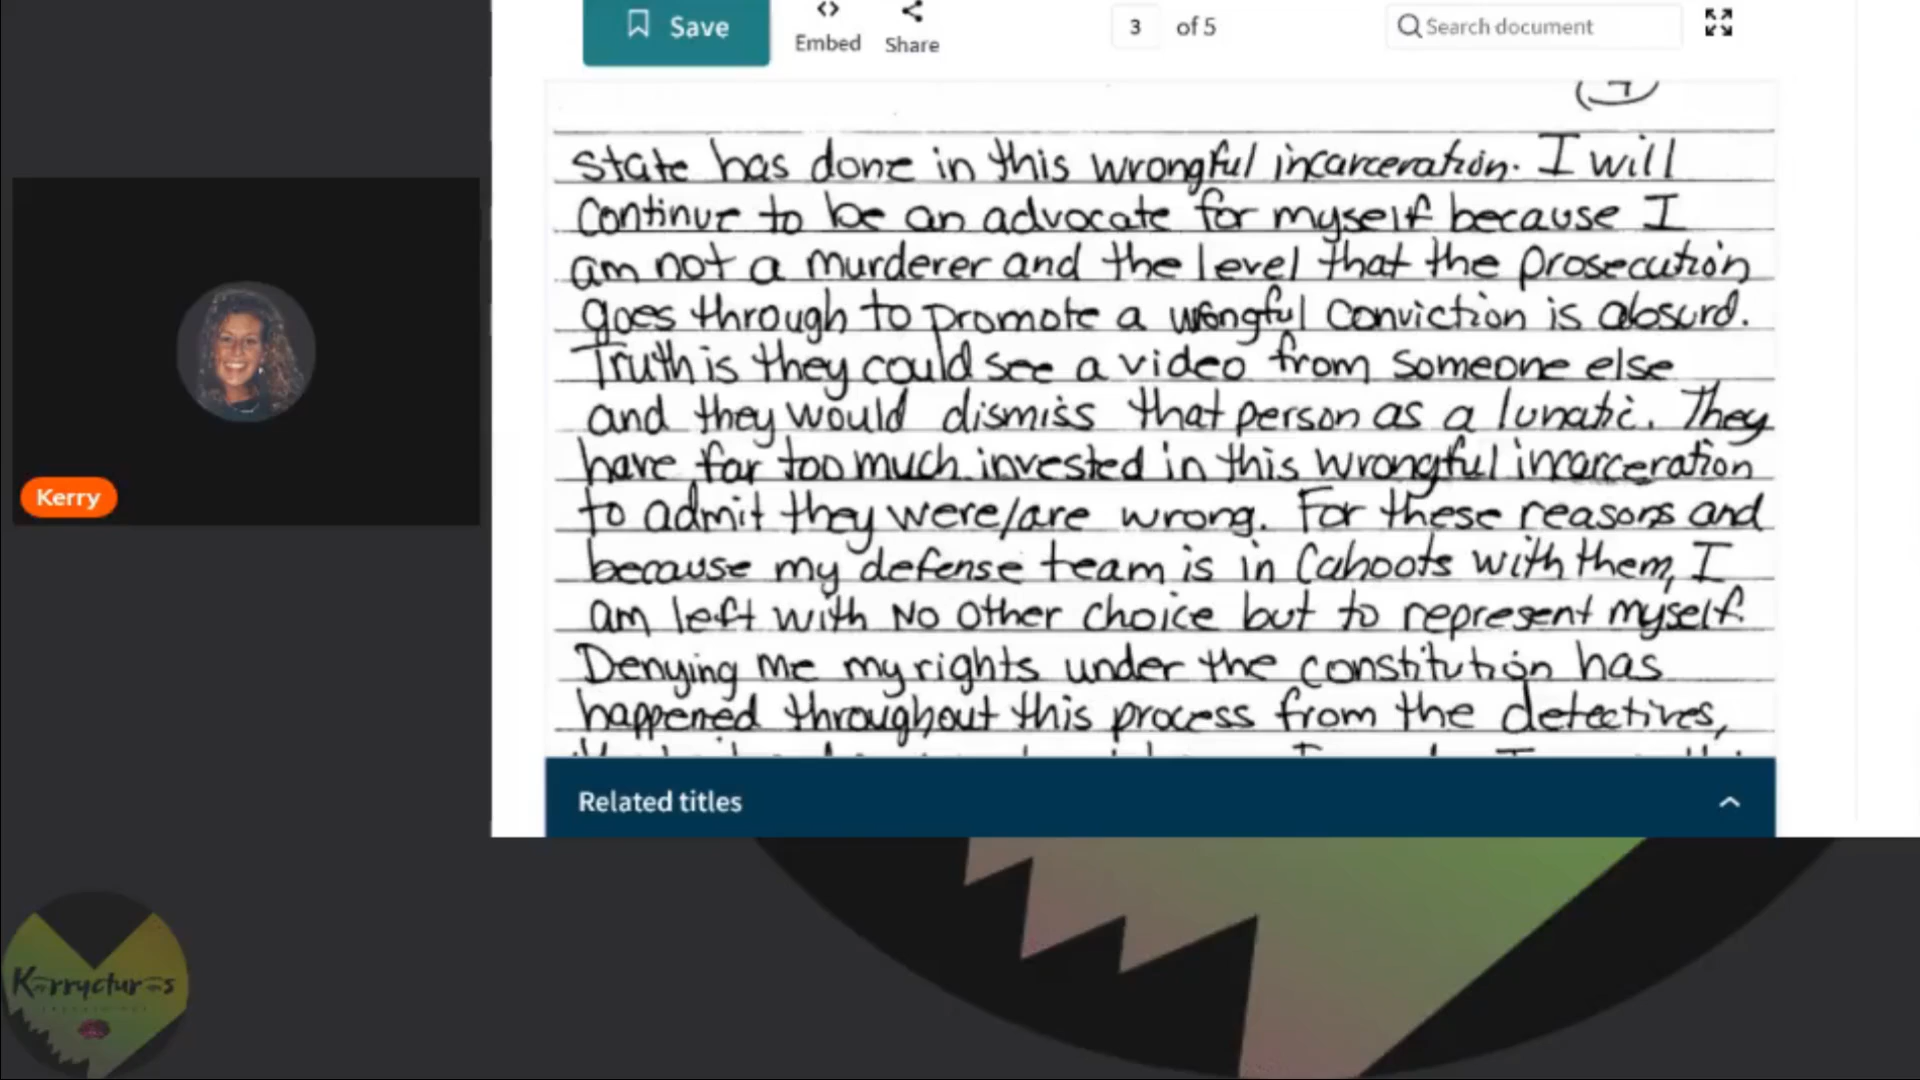 Save
Embed
Share
3 of 5
Search document
State has done in this wrongful incarceration. I will
continue to be an advocate for myself because I
am not a murderer and the level that the prosecution
goes through to promote a wrongful conviction is absurd.
Truth is they could see a video from someone else
and they would dismiss that person as a lunatic. They
have far too much invested in this wrongful incarceration
to admit they were/are wrong. For these reasons and
because my defense team is in Cahoots with them, I
am left with NO other choice but to represent myself.
Denying me my rights under the constitution has
happened throughout this process from the detectives,
Related titles
Kerry
Kerryctures